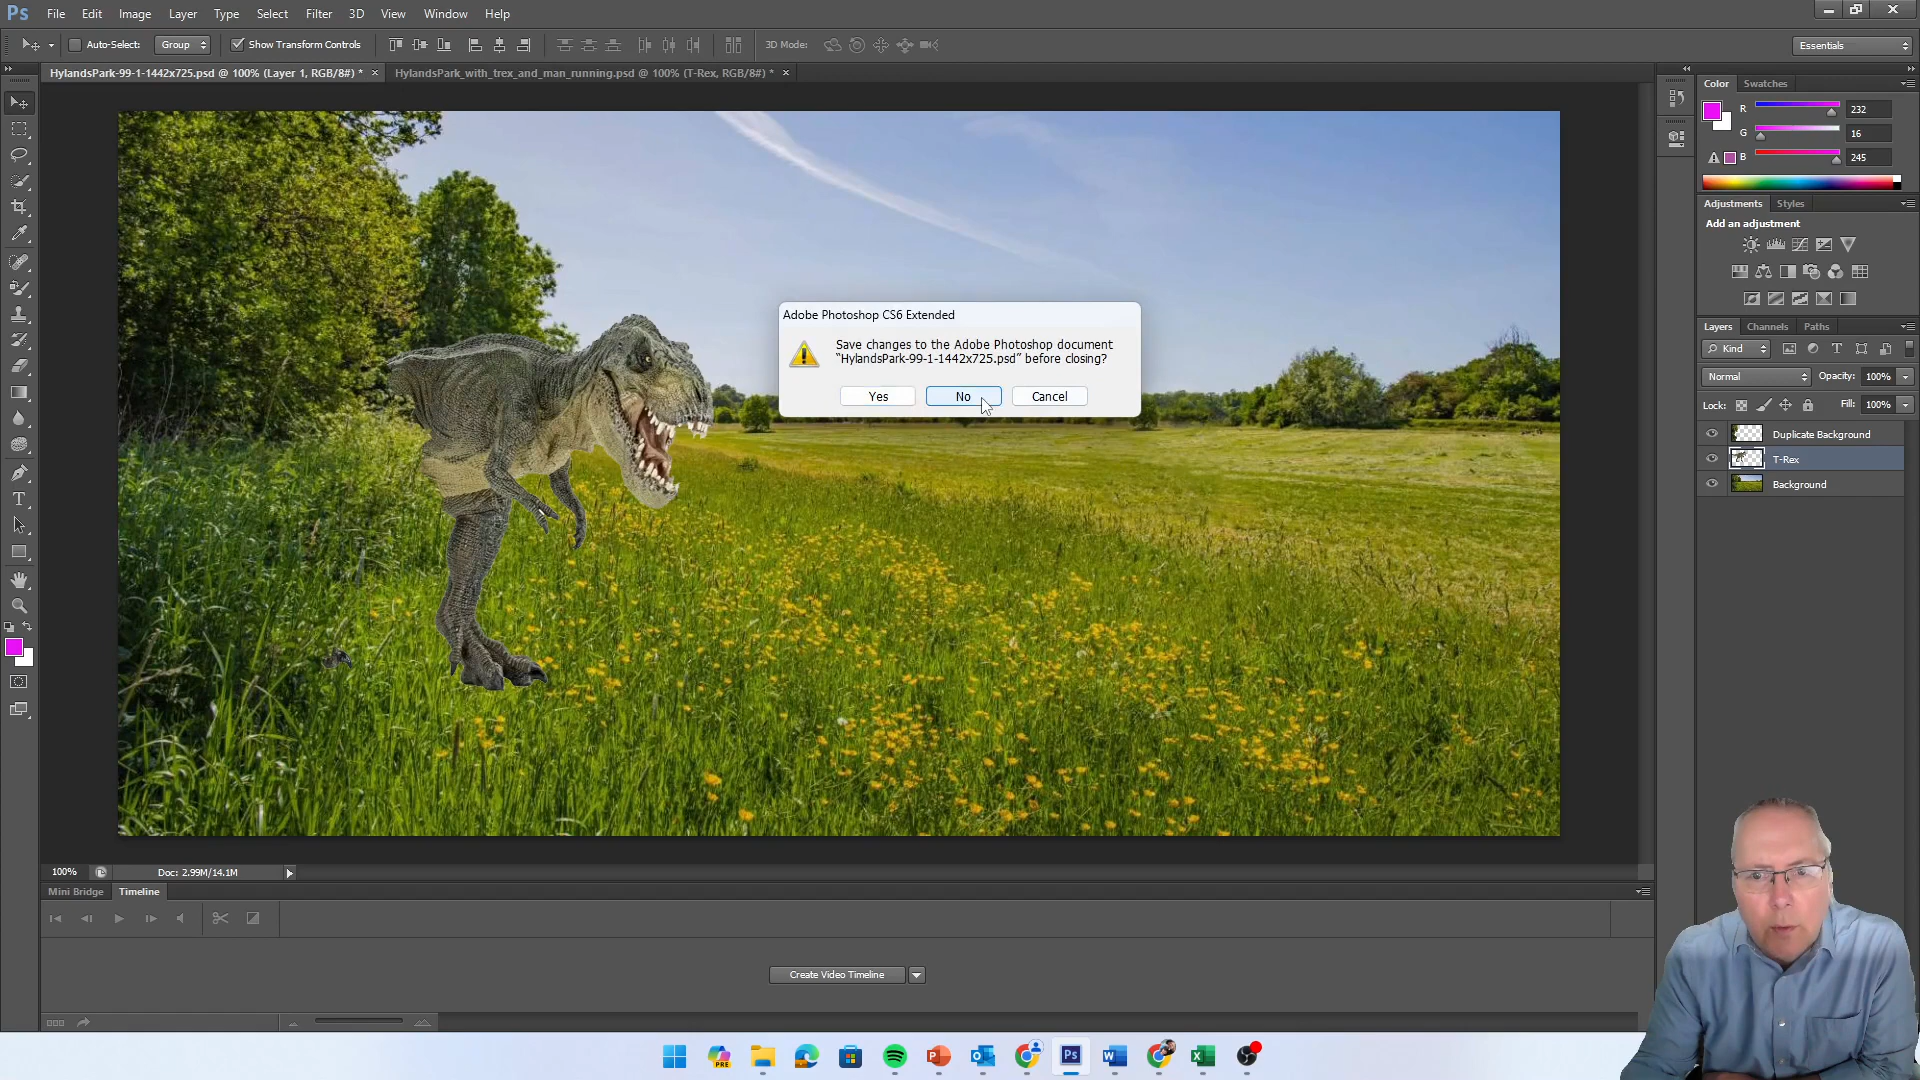 Ps File Edit Image Layer Type Select Filter 3D View Window Help
Auto-Select: Group Show Transform Controls 3D Mode: Essentials
HylandsPark-99-1-1442x725.psd @ 100% (Layer 1, RGB/8#) * × HylandsPark_with_trex_and_man_running.psd @ 100% (T-Rex, RGB/8#) * ×
Color Swatches
R 232
G 16
B 245
Adjustments Styles
Add an adjustment
Layers Channels Paths
Kind
Normal Opacity: 100%
Lock: Fill: 100%
Duplicate Background
T-Rex
Background
Adobe Photoshop CS6 Extended
Save changes to the Adobe Photoshop document
“HylandsPark-99-1-1442x725.psd” before closing?
Yes No Cancel
100% Doc: 2.99M/14.1M
Mini Bridge Timeline
Create Video Timeline
PRE
Ps